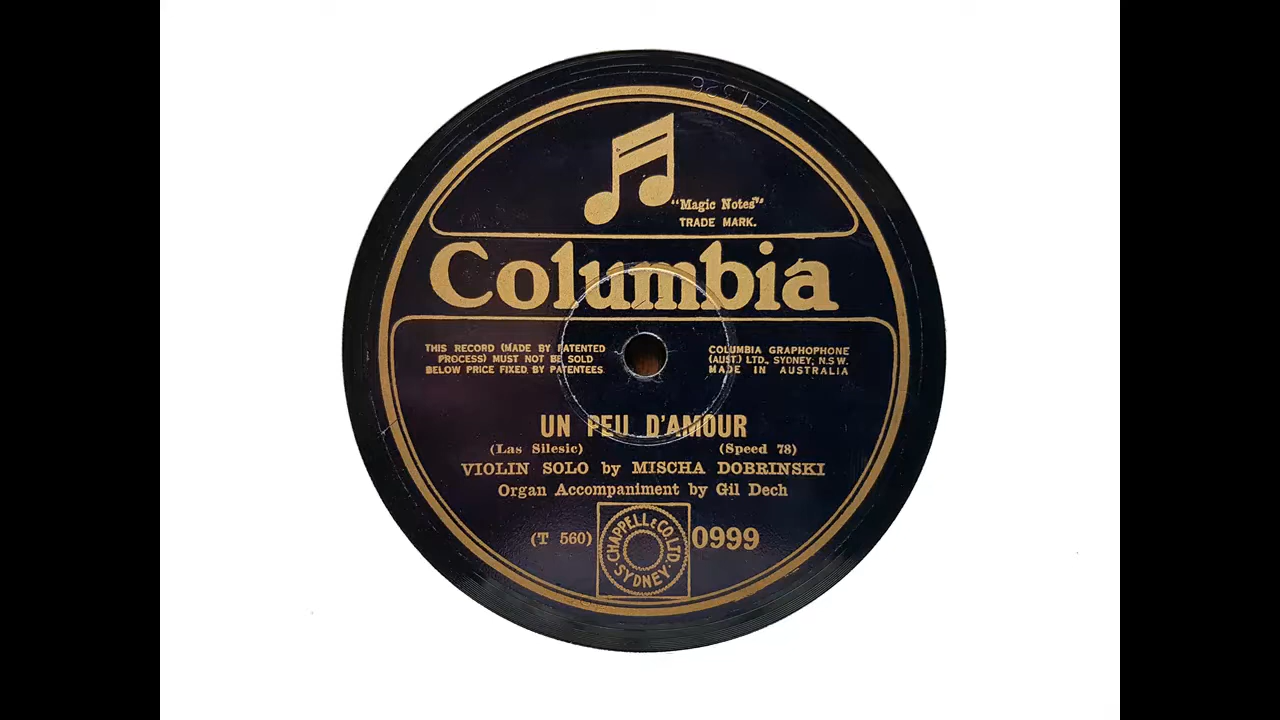 A1326
"Magic Notes"
TRADE MARK.
Columbia
THIS RECORD (MADE BY PATENTED
PROCESS) MUST NOT BE SOLD
BELOW PRICE FIXED BY PATENTEES
COLUMBIA GRAPHOPHONE
(AUST.) LTD., SYDNEY, N.S.W.
MADE IN AUSTRALIA
UN PEU D'AMOUR
(Las Silesic) (Speed 78)
VIOLIN SOLO by MISCHA DOBRINSKI
Organ Accompaniment by Gil Dech
(T 560) 0999
CHAPPELL & CO. LTD.
SYDNEY